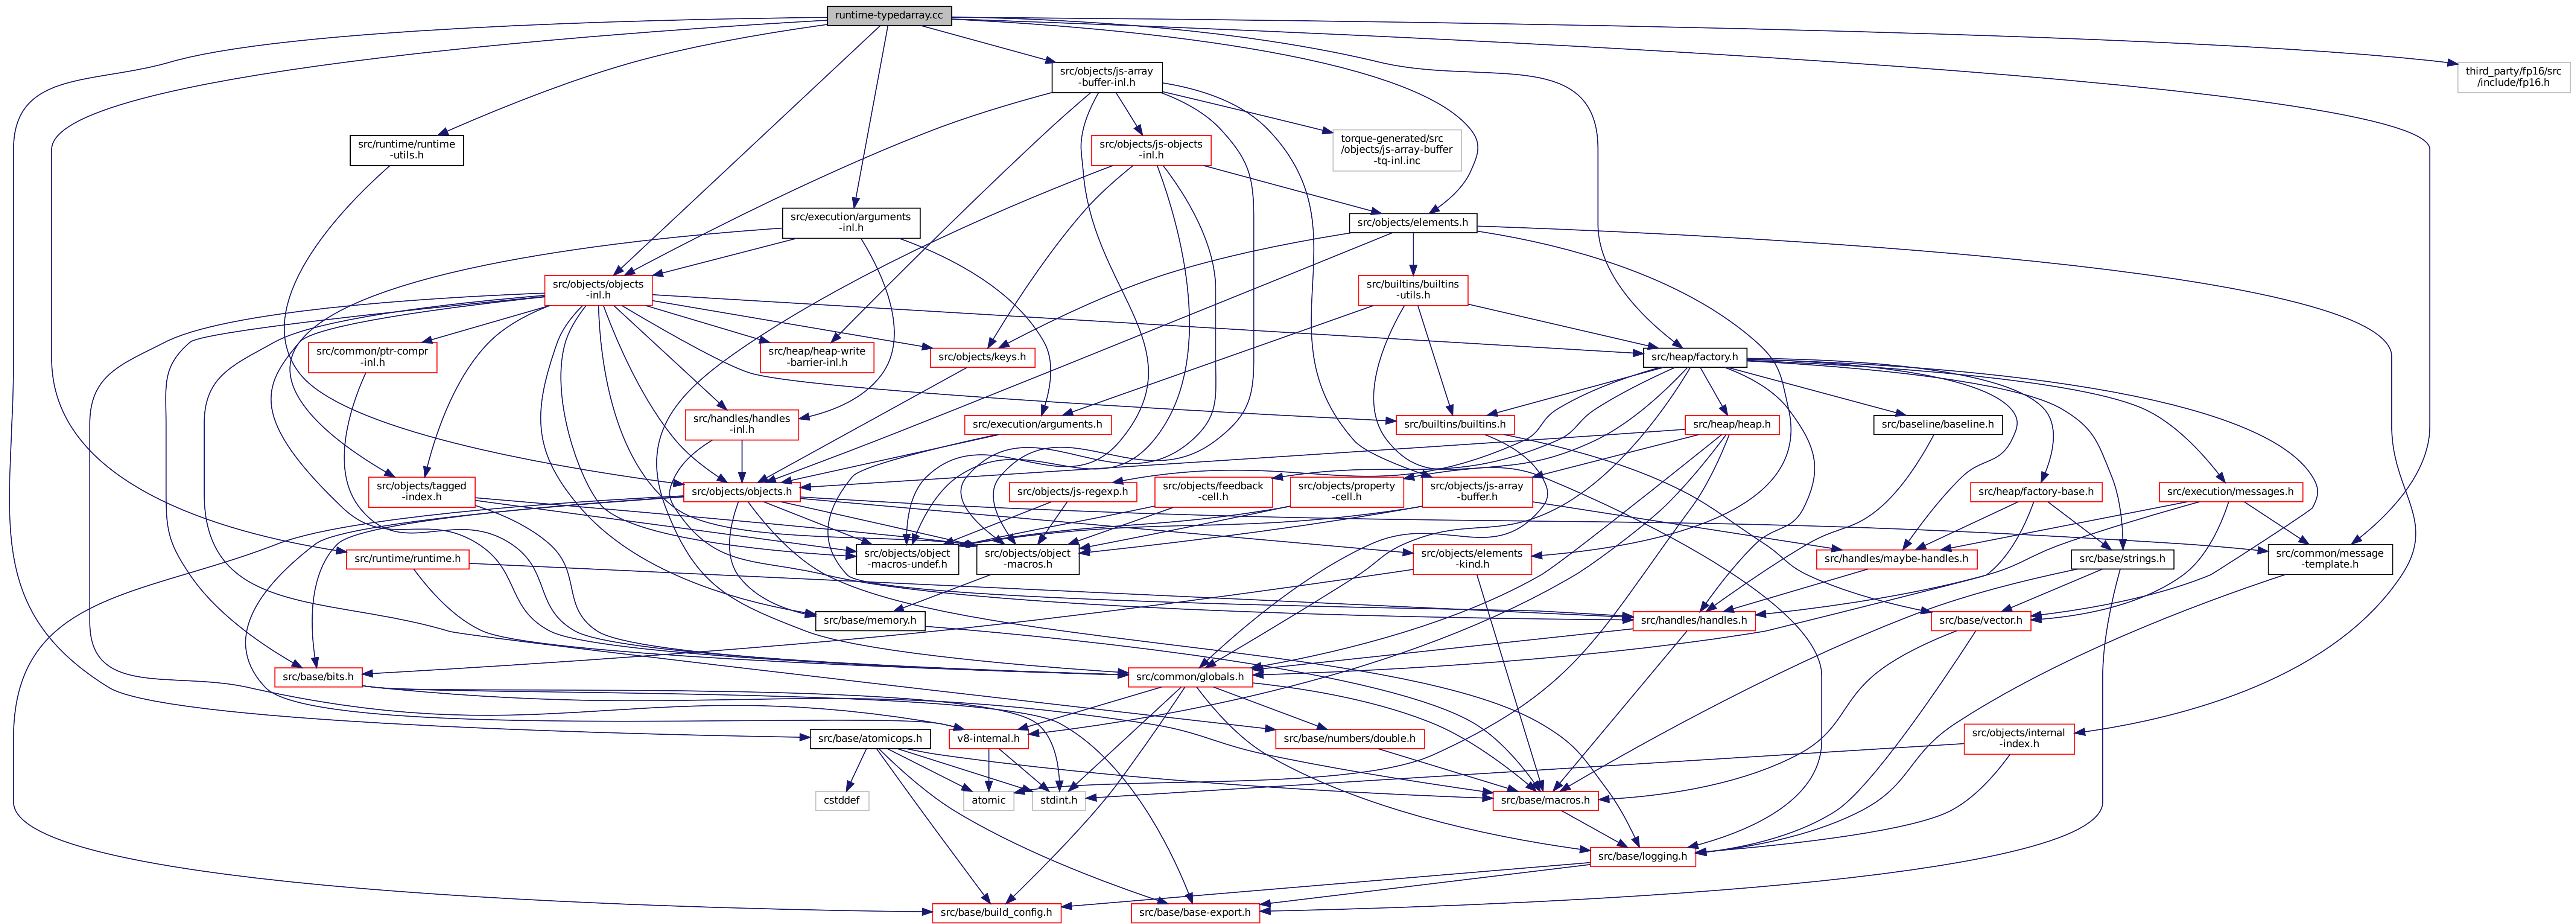 runtime-typedarray.cc
third_party/fp16/src
/include/fp16.h
src/objects/js-array
-buffer-inl.h
src/runtime/runtime
-utils.h
src/objects/js-objects
-inl.h
torque-generated/src
/objects/js-array-buffer
-tq-inl.inc
src/execution/arguments
-inl.h
src/objects/elements.h
src/objects/objects
-inl.h
src/builtins/builtins
-utils.h
src/common/ptr-compr
-inl.h
src/heap/heap-write
-barrier-inl.h
src/objects/keys.h
src/heap/factory.h
src/handles/handles
-inl.h
src/execution/arguments.h
src/builtins/builtins.h
src/heap/heap.h
src/baseline/baseline.h
src/objects/tagged
-index.h
src/objects/objects.h
src/objects/js-regexp.h
src/objects/feedback
-cell.h
src/objects/property
-cell.h
src/objects/js-array
-buffer.h
src/heap/factory-base.h
src/execution/messages.h
src/runtime/runtime.h
src/objects/object
-macros-undef.h
src/objects/object
-macros.h
src/objects/elements
-kind.h
src/handles/maybe-handles.h
src/base/strings.h
src/common/message
-template.h
src/base/memory.h
src/handles/handles.h
src/base/vector.h
src/base/bits.h
src/common/globals.h
src/base/atomicops.h
v8-internal.h
src/base/numbers/double.h
src/objects/internal
-index.h
cstddef
atomic
stdint.h
src/base/macros.h
src/base/logging.h
src/base/build_config.h
src/base/base-export.h